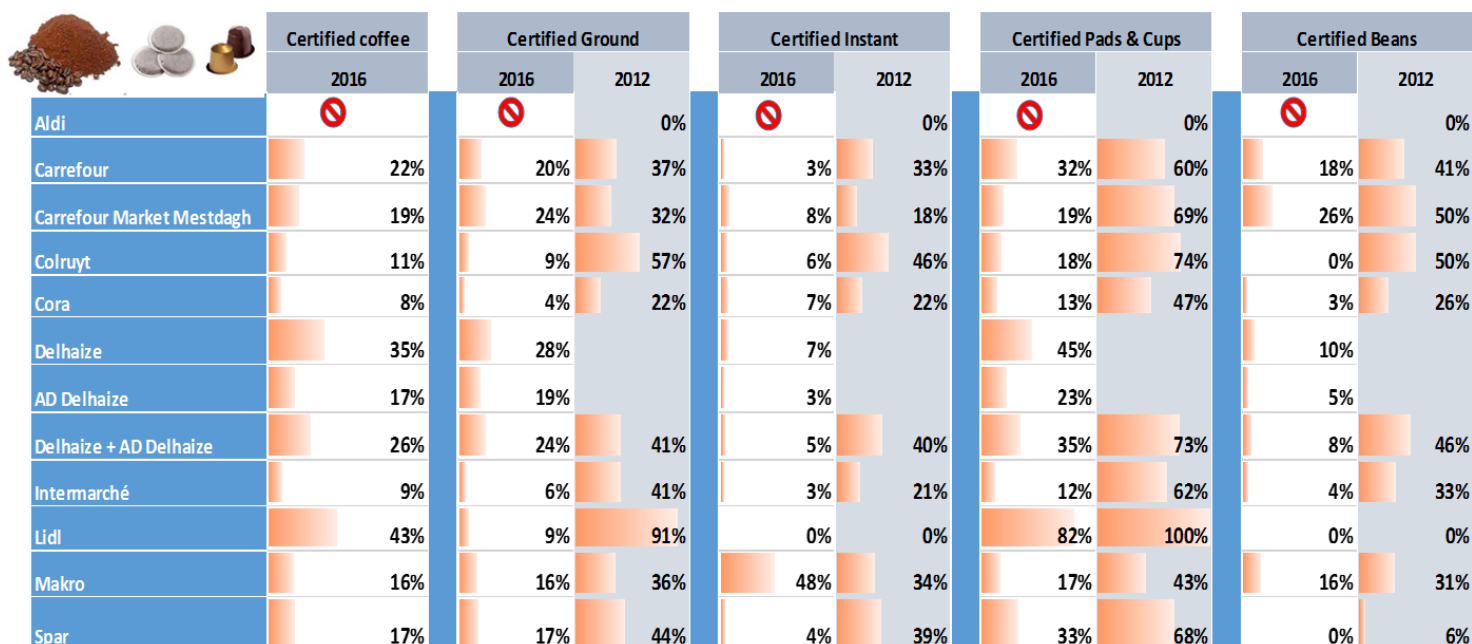 Certified coffee Certified Ground Certified Instant Certified Pads & Cups Certified Beans
2016 2016 2012 2016 2012 2016 2012 2016 2012
Aldi 0% 0% 0% 0%
Carrefour 22% 20% 37% 3% 33% 32% 60% 18% 41%
Carrefour Market Mestdagh 19% 24% 32% 8% 18% 19% 69% 26% 50%
Colruyt 11% 9% 57% 6% 46% 18% 74% 0% 50%
Cora 8% 4% 22% 7% 22% 13% 47% 3% 26%
Delhaize 35% 28% 7% 45% 10%
AD Delhaize 17% 19% 3% 23% 5%
Delhaize + AD Delhaize 26% 24% 41% 5% 40% 35% 73% 8% 46%
Intermarché 9% 6% 41% 3% 21% 12% 62% 4% 33%
Lidl 43% 9% 91% 0% 0% 82% 100% 0% 0%
Makro 16% 16% 36% 48% 34% 17% 43% 16% 31%
Spar 17% 17% 44% 4% 39% 33% 68% 0% 6%